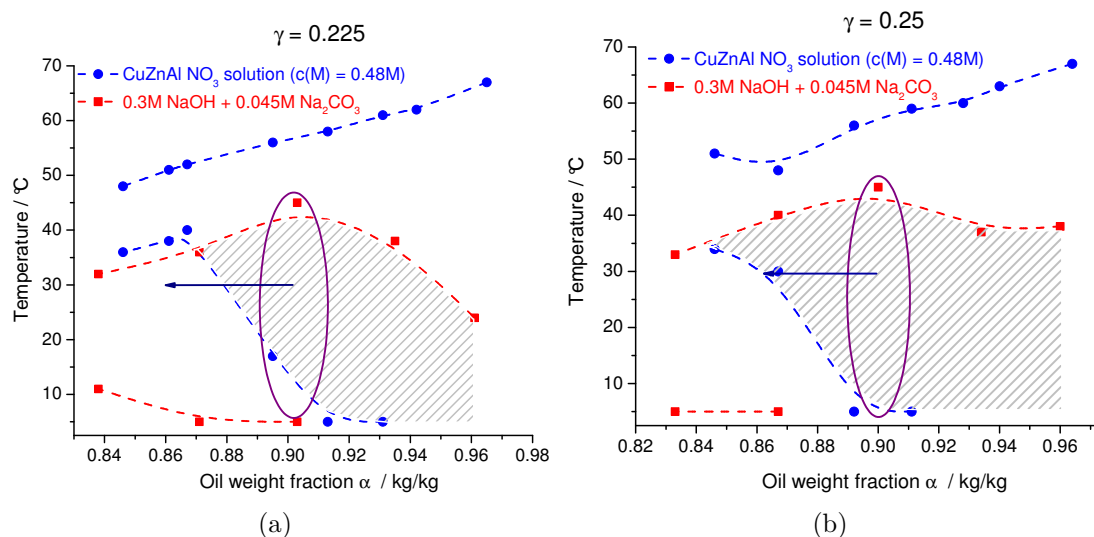 γ = 0.225
CuZnAl NO₃ solution (c(M) = 0.48M)
0.3M NaOH + 0.045M Na₂CO₃
70
60
50
40
30
20
10
Temperature / °C
0.84 0.86 0.88 0.90 0.92 0.94 0.96 0.98
Oil weight fraction α / kg/kg
(a)
γ = 0.25
CuZnAl NO₃ solution (c(M) = 0.48M)
0.3M NaOH + 0.045M Na₂CO₃
70
60
50
40
30
20
10
Temperature / °C
0.82 0.84 0.86 0.88 0.90 0.92 0.94 0.96 0.98
Oil weight fraction α / kg/kg
(b)